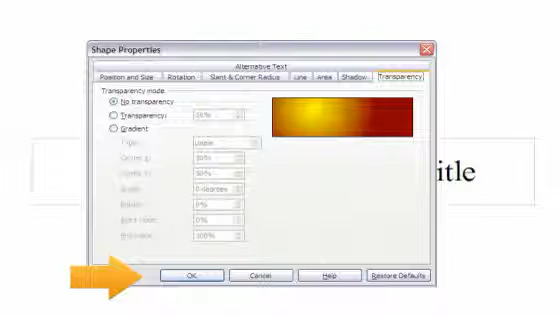 Shape Properties
Alternative Text
Position and Size Rotation Slant & Corner Radius Line Area Shadow Transparency
Transparency mode
No transparency
Transparency: 50%
Gradient
Type: Linear
Center X: 50%
Center Y: 50%
Angle: 0 degrees
Border: 0%
Start value: 0%
End value: 100%
itle
OK Cancel Help Restore Defaults